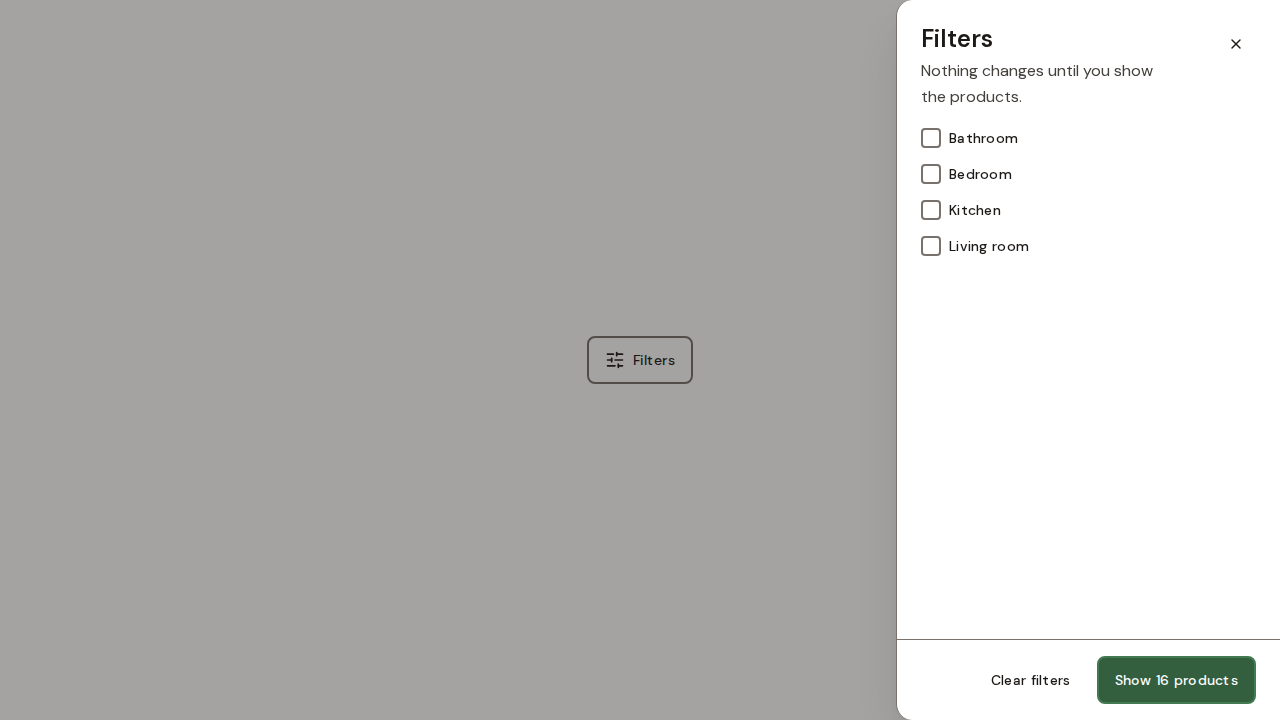 Filters
Nothing changes until you show
the products.
Bathroom
Bedroom
Kitchen
Living room
Filters
Clear filters
Show 16 products